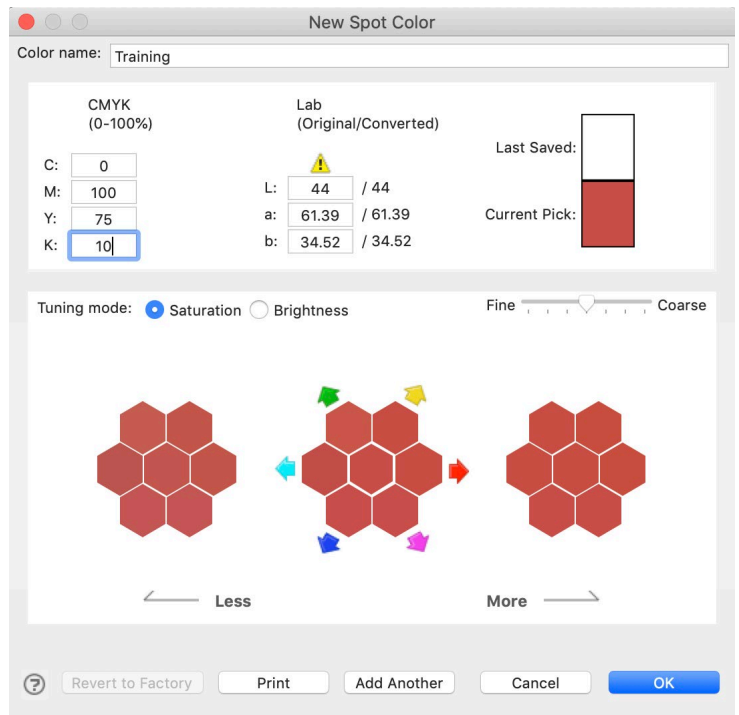 New Spot Color
Color name: Training
CMYK
(0-100%)
Lab
(Original/Converted)
C: 0
M: 100
Y: 75
K: 10
L: 44 / 44
a: 61.39 / 61.39
b: 34.52 / 34.52
Last Saved:
Current Pick:
Tuning mode: Saturation Brightness
Fine Coarse
Less
More
? Revert to Factory Print Add Another Cancel OK